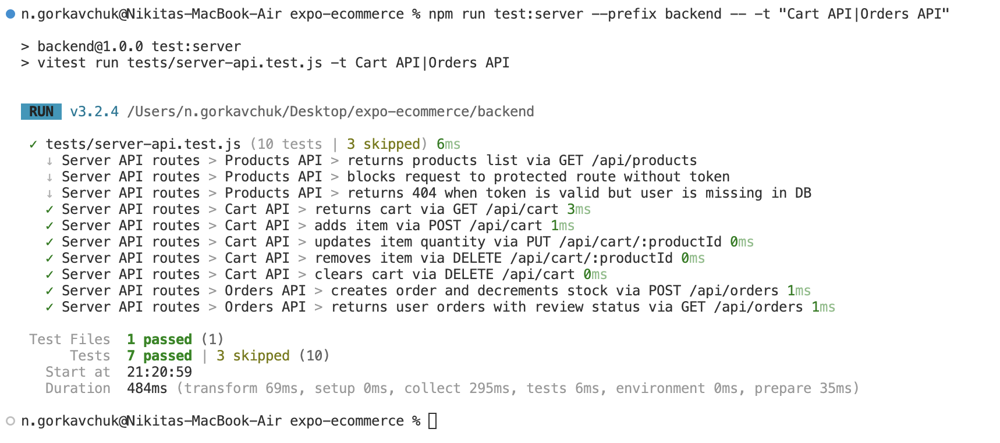 n.gorkavchuk@Nikitas-MacBook-Air expo-ecommerce % npm run test:server --prefix backend -- -t "Cart API|Orders API"
> backend@1.0.0 test:server
> vitest run tests/server-api.test.js -t Cart API|Orders API
RUN v3.2.4 /Users/n.gorkavchuk/Desktop/expo-ecommerce/backend
✓ tests/server-api.test.js (10 tests | 3 skipped) 6ms
↓ Server API routes > Products API > returns products list via GET /api/products
↓ Server API routes > Products API > blocks request to protected route without token
↓ Server API routes > Products API > returns 404 when token is valid but user is missing in DB
✓ Server API routes > Cart API > returns cart via GET /api/cart 3ms
✓ Server API routes > Cart API > adds item via POST /api/cart 1ms
✓ Server API routes > Cart API > updates item quantity via PUT /api/cart/:productId 0ms
✓ Server API routes > Cart API > removes item via DELETE /api/cart/:productId 0ms
✓ Server API routes > Cart API > clears cart via DELETE /api/cart 0ms
✓ Server API routes > Orders API > creates order and decrements stock via POST /api/orders 1ms
✓ Server API routes > Orders API > returns user orders with review status via GET /api/orders 1ms
Test Files 1 passed (1)
Tests 7 passed | 3 skipped (10)
Start at 21:20:59
Duration 484ms (transform 69ms, setup 0ms, collect 295ms, tests 6ms, environment 0ms, prepare 35ms)
n.gorkavchuk@Nikitas-MacBook-Air expo-ecommerce %